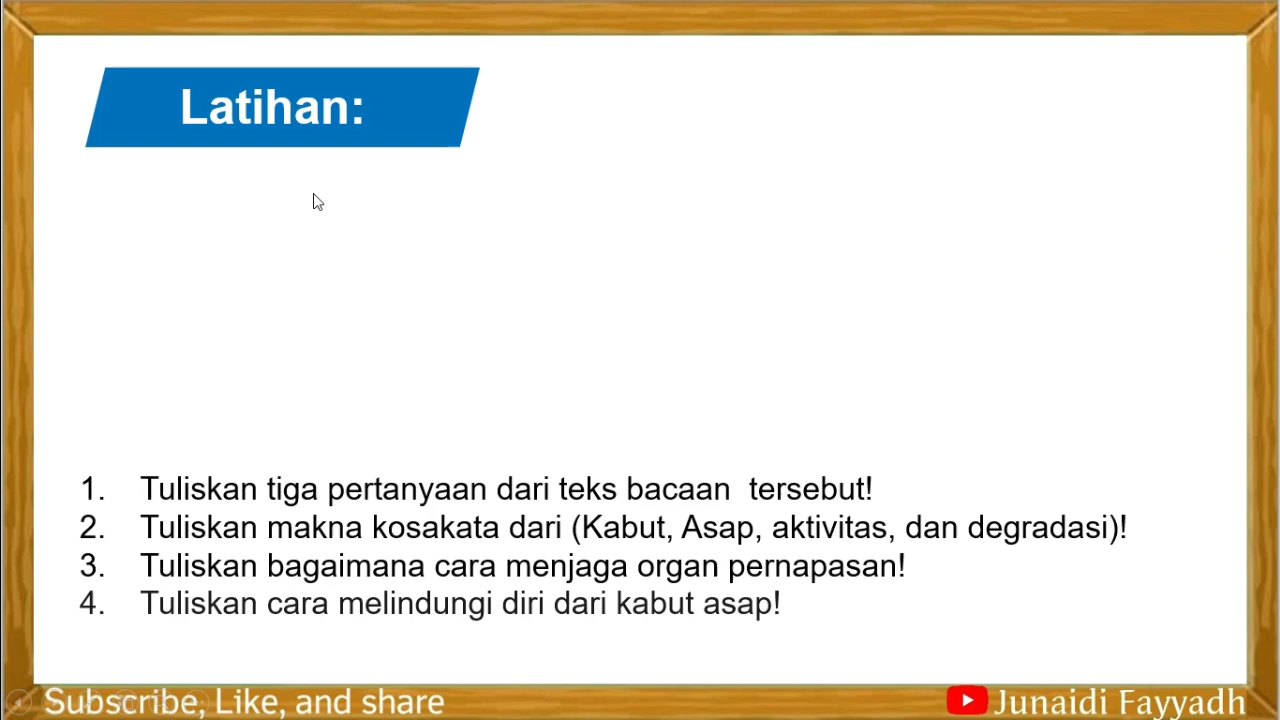 Latihan:
1. Tuliskan tiga pertanyaan dari teks bacaan  tersebut!
2. Tuliskan makna kosakata dari (Kabut, Asap, aktivitas, dan degradasi)!
3. Tuliskan bagaimana cara menjaga organ pernapasan!
4. Tuliskan cara melindungi diri dari kabut asap!
Subscribe, Like, and share
Junaidi Fayyadh